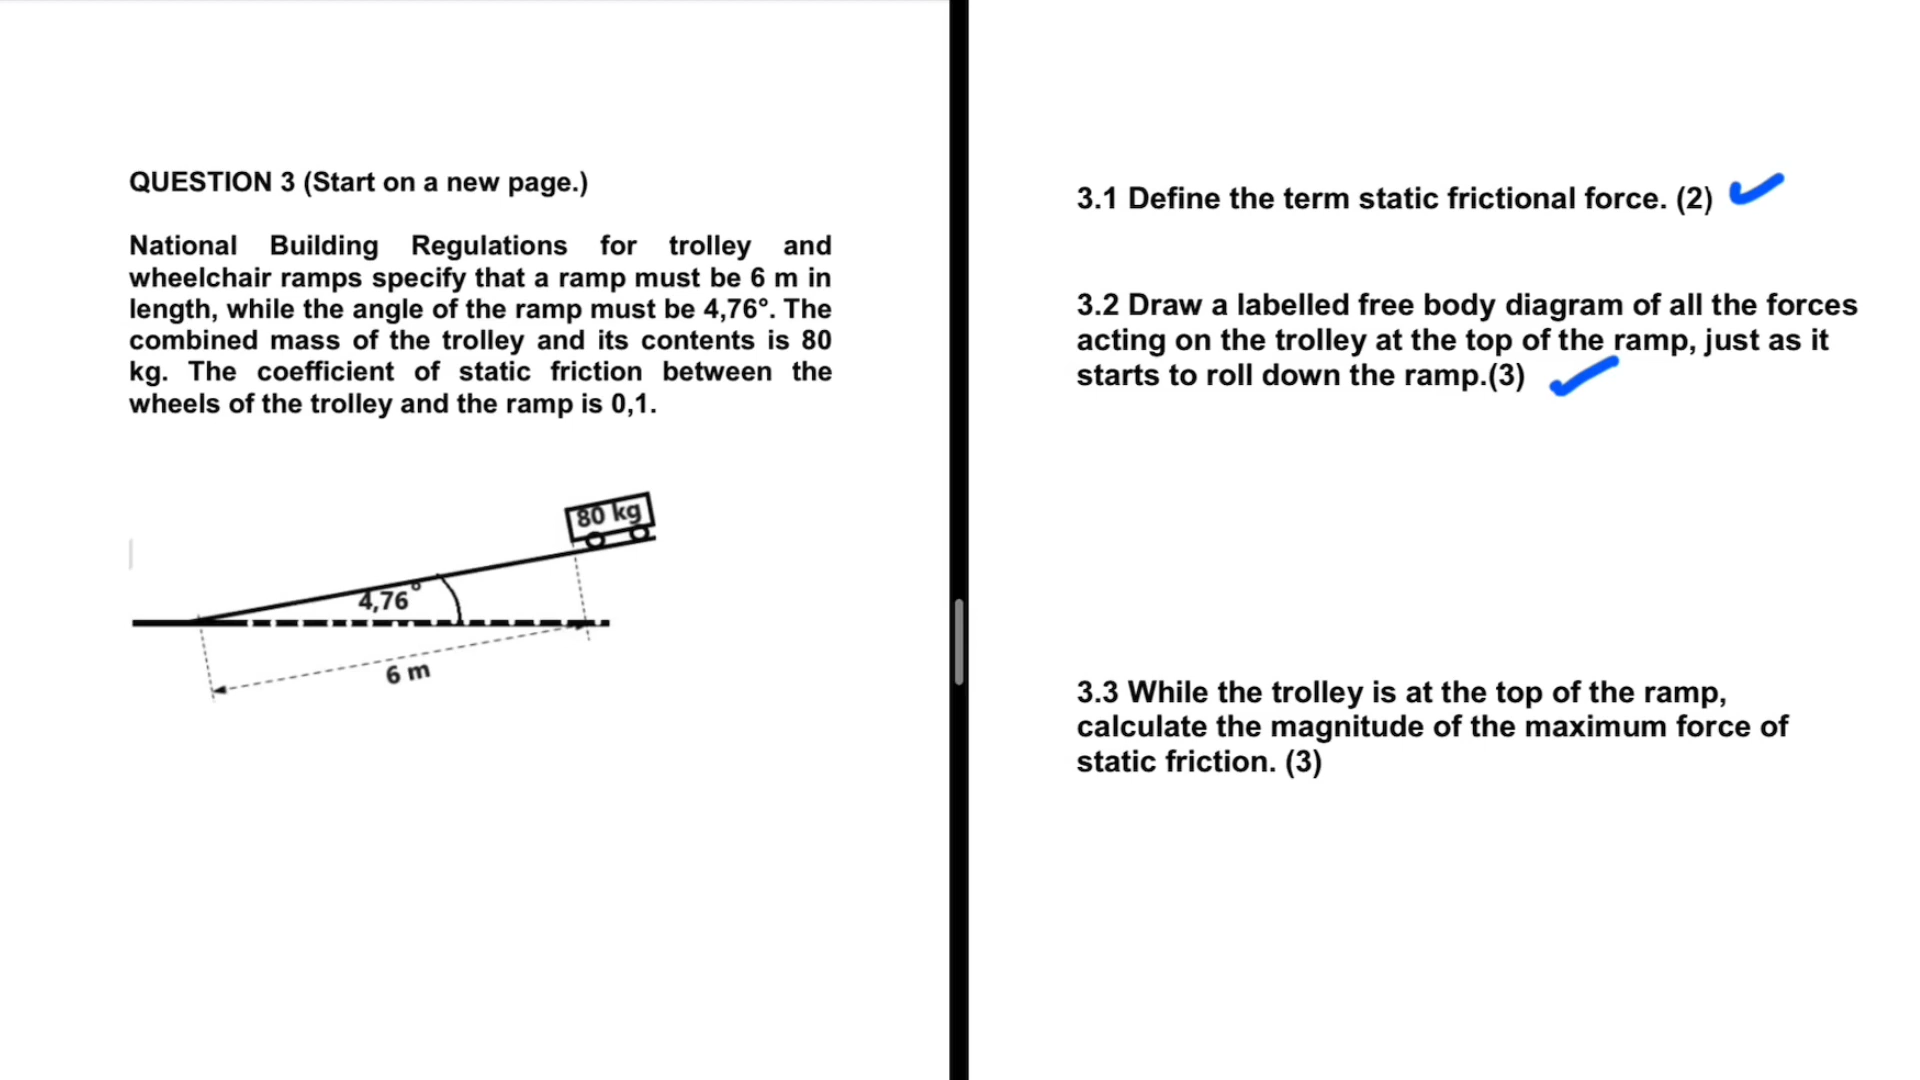 QUESTION 3 (Start on a new page.)
National Building Regulations for trolley and
wheelchair ramps specify that a ramp must be 6 m in
length, while the angle of the ramp must be 4,76°. The
combined mass of the trolley and its contents is 80
kg. The coefficient of static friction between the
wheels of the trolley and the ramp is 0,1.
80 kg
4,76°
6 m
3.1 Define the term static frictional force. (2)
3.2 Draw a labelled free body diagram of all the forces
acting on the trolley at the top of the ramp, just as it
starts to roll down the ramp.(3)
3.3 While the trolley is at the top of the ramp,
calculate the magnitude of the maximum force of
static friction. (3)